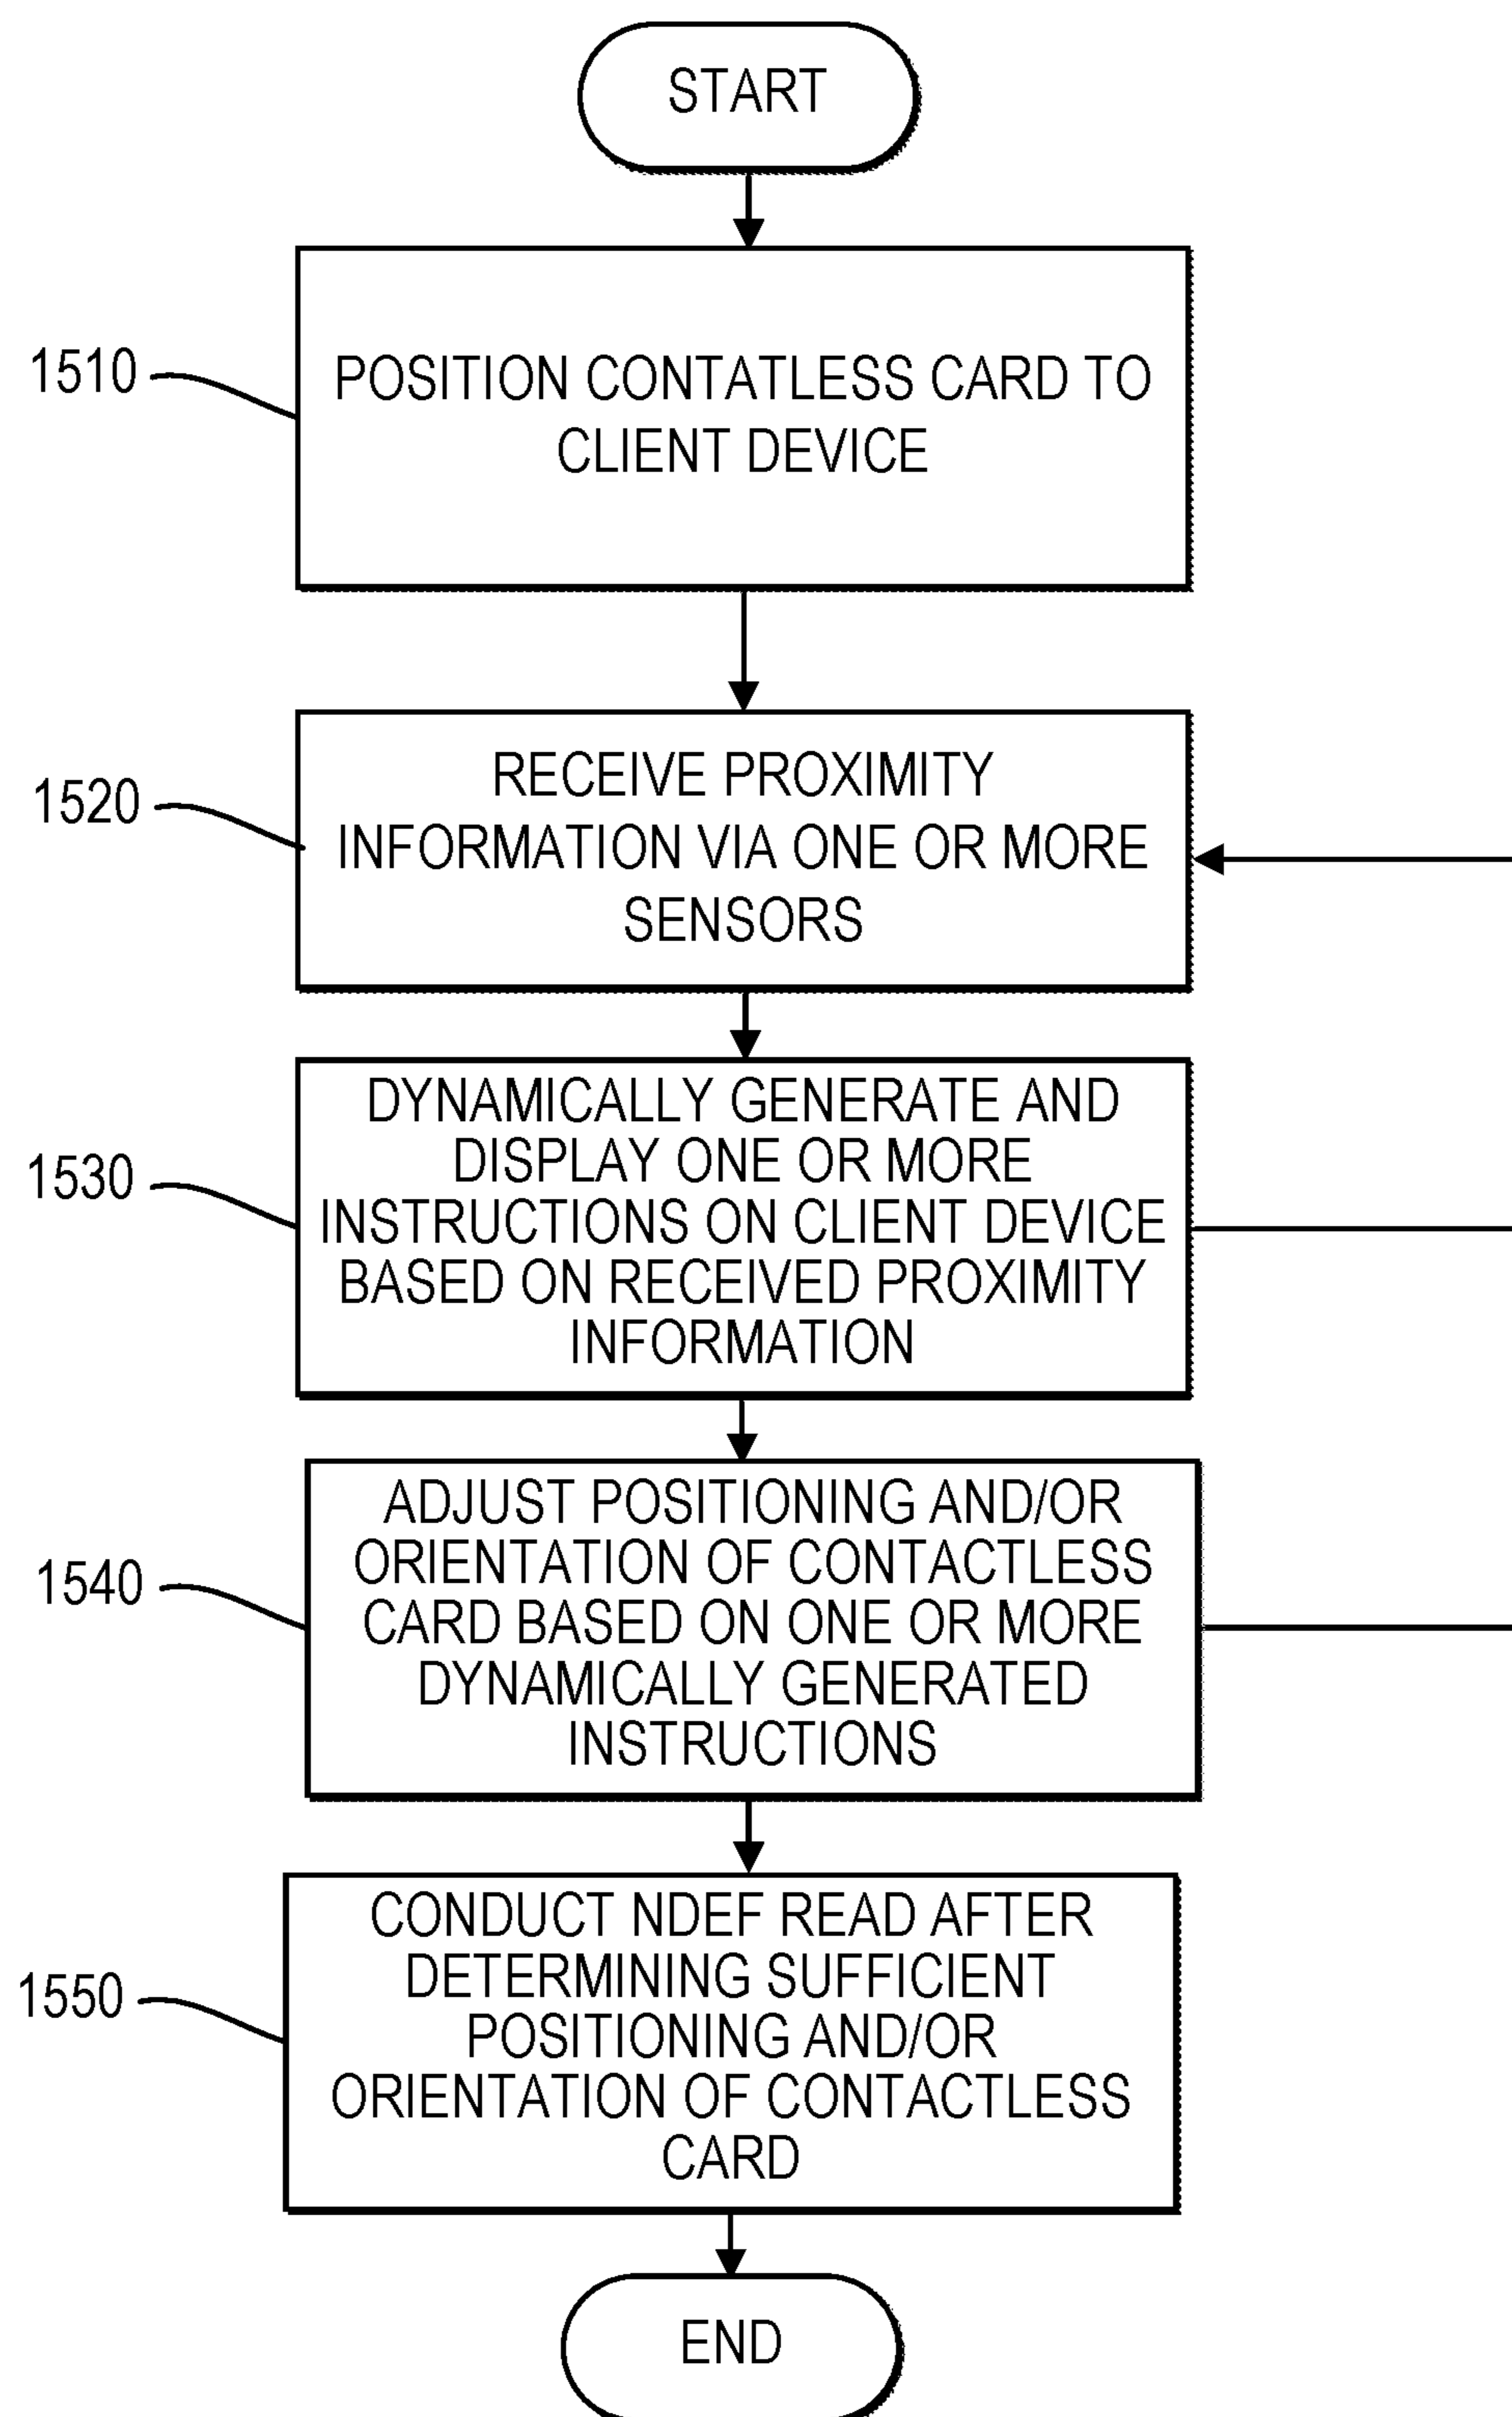 START
1510
POSITION CONTATLESS CARD TO
CLIENT DEVICE
1520
RECEIVE PROXIMITY
INFORMATION VIA ONE OR MORE
SENSORS
1530
DYNAMICALLY GENERATE AND
DISPLAY ONE OR MORE
INSTRUCTIONS ON CLIENT DEVICE
BASED ON RECEIVED PROXIMITY
INFORMATION
1540
ADJUST POSITIONING AND/OR
ORIENTATION OF CONTACTLESS
CARD BASED ON ONE OR MORE
DYNAMICALLY GENERATED
INSTRUCTIONS
1550
CONDUCT NDEF READ AFTER
DETERMINING SUFFICIENT
POSITIONING AND/OR
ORIENTATION OF CONTACTLESS
CARD
END